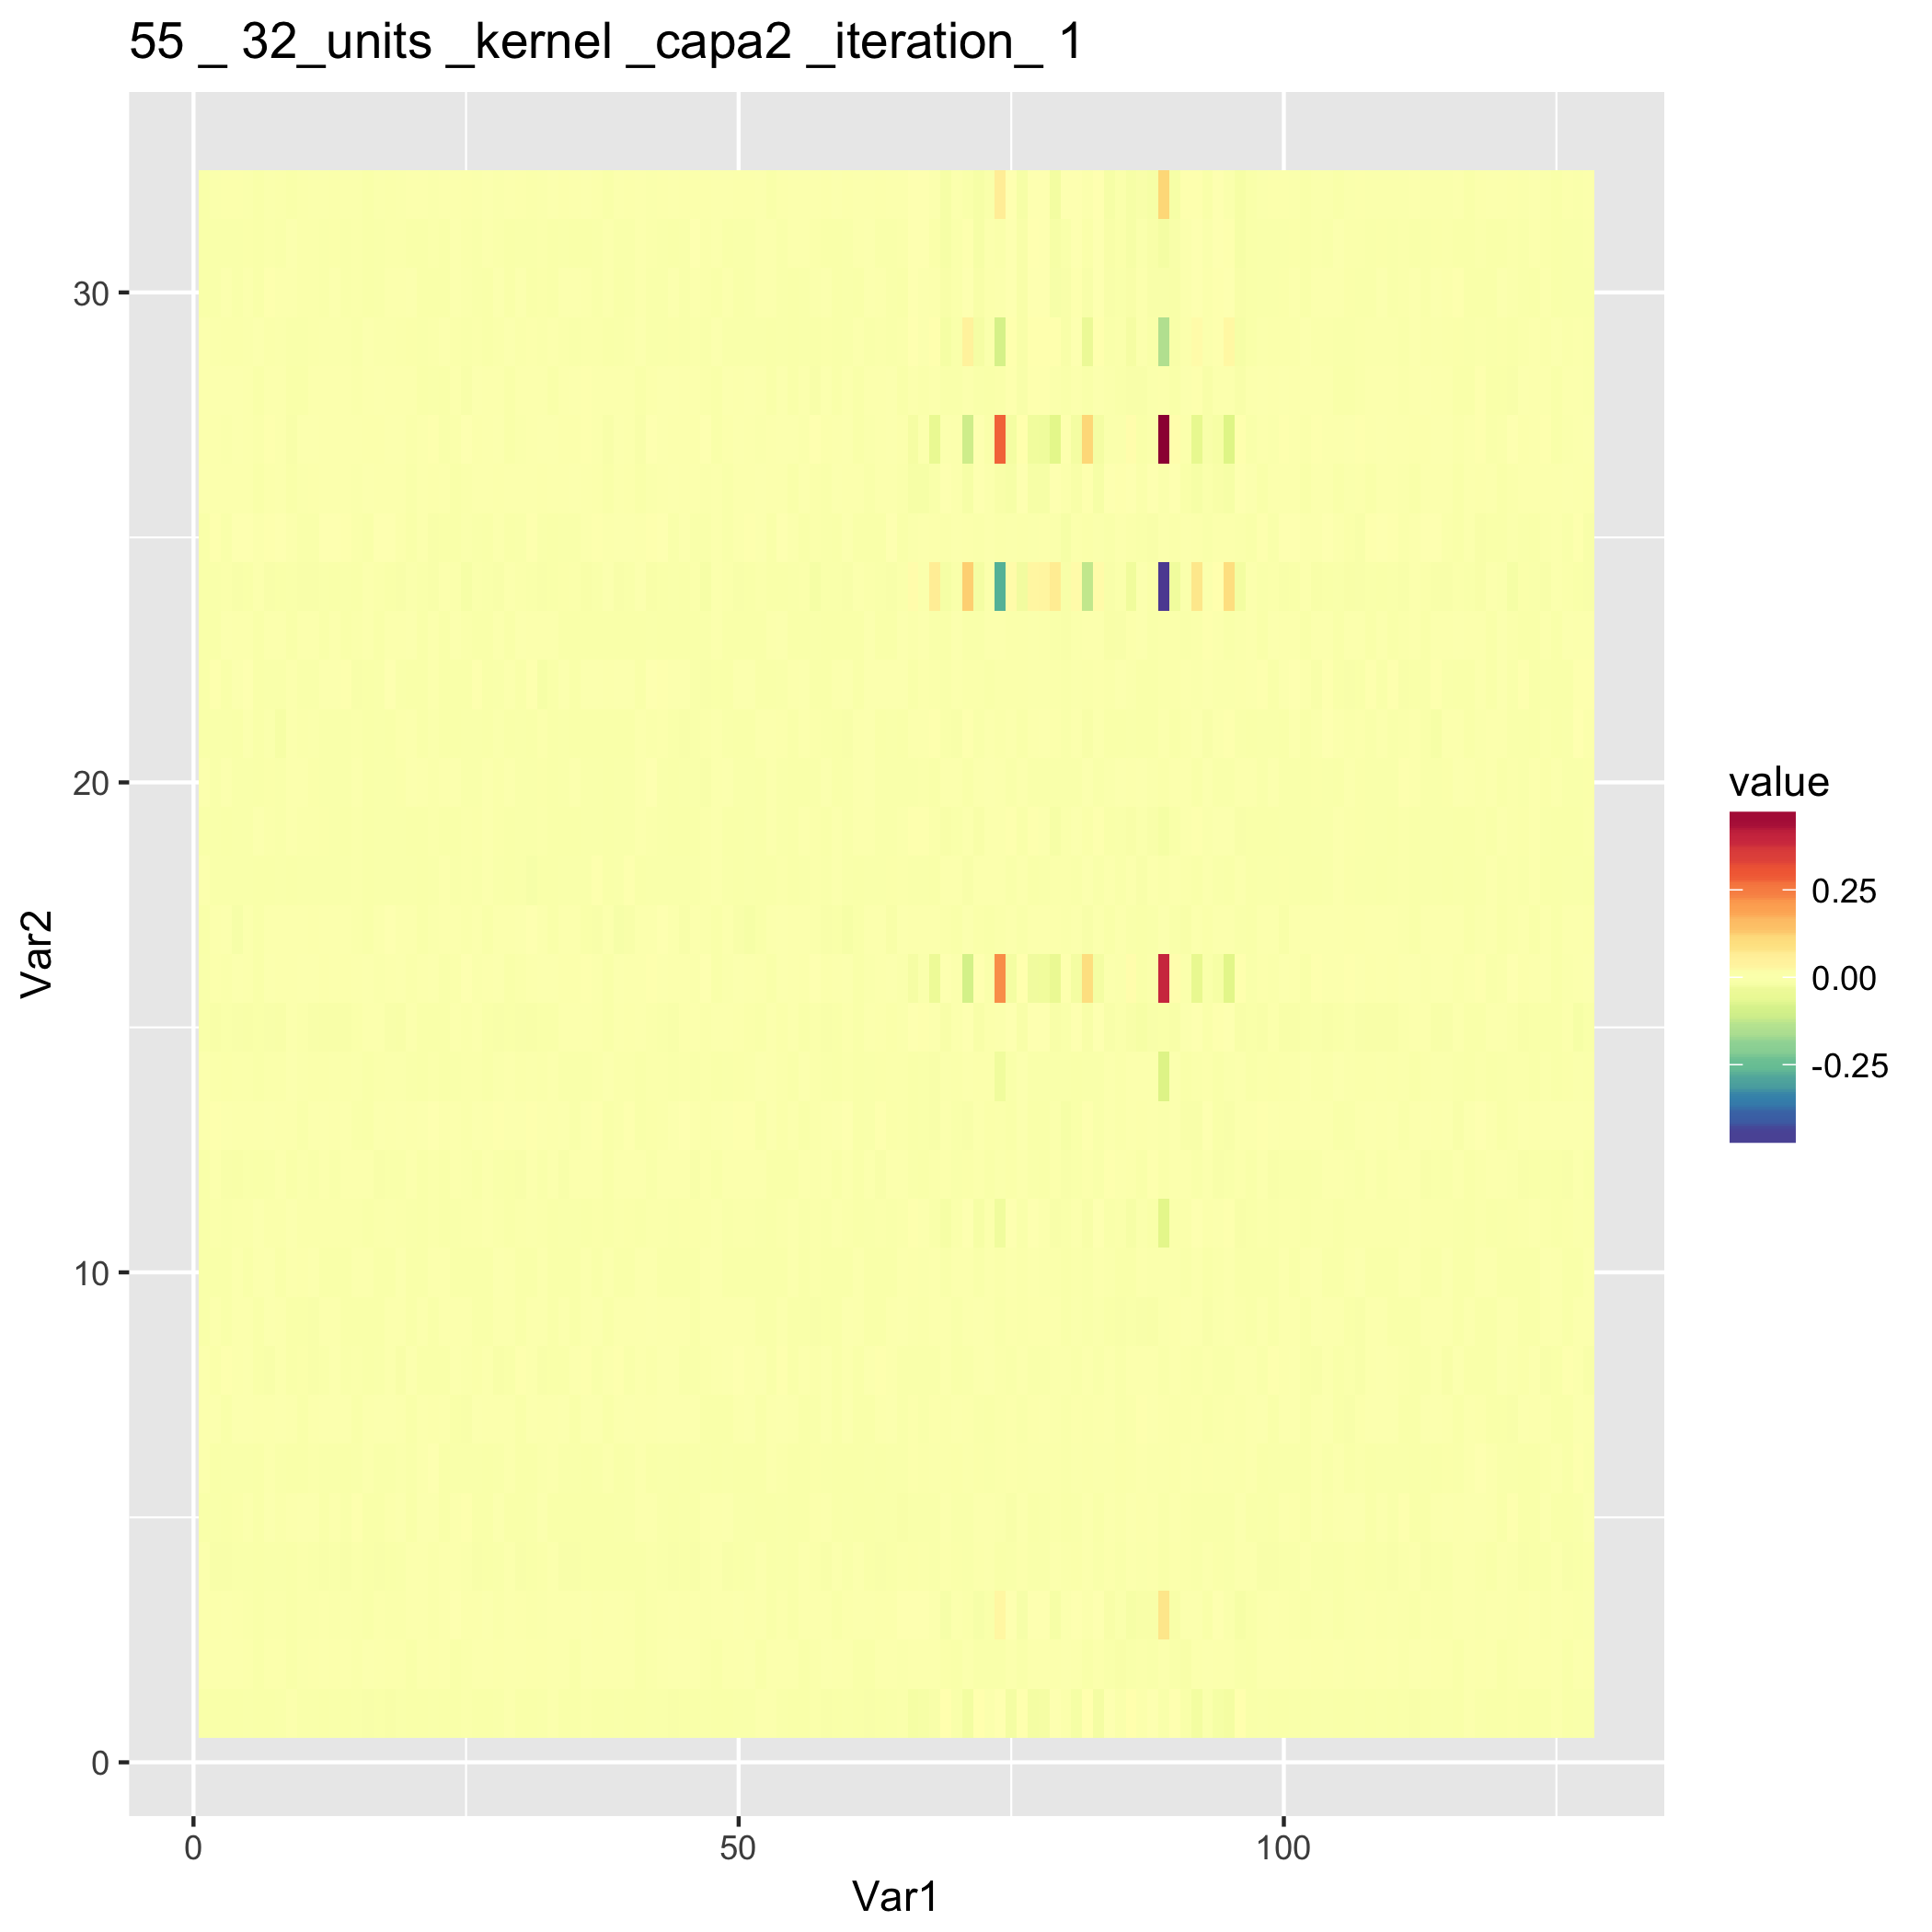 55 _ 32_units _kernel _capa2 _iteration_ 1
30
20
10
0
Var2
0
50
100
Var1
value
0.25
0.00
-0.25